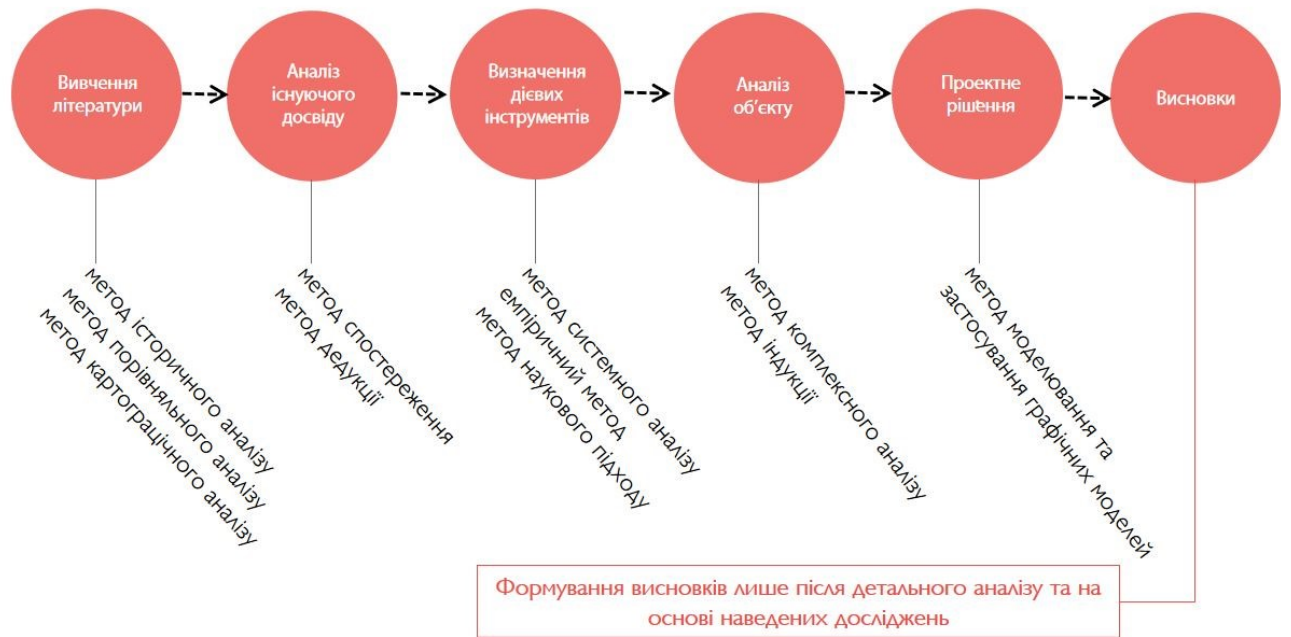 Вивчення
літератури
Аналіз
існуючого
досвіду
Визначення
дієвих
інструментів
Аналіз
об'єкту
Проектне
рішення
Висновки
метод історичного аналізу
метод порівняльного аналізу
метод картограцічного аналізу
метод спостереження
метод дедукції
метод системного аналізу
емпіричний метод
метод наукового підходу
метод комплексного аналізу
метод індукції
метод моделювання та
застосування графічних моделей
Формування висновків лише після детального аналізу та на
основі наведених досліджень